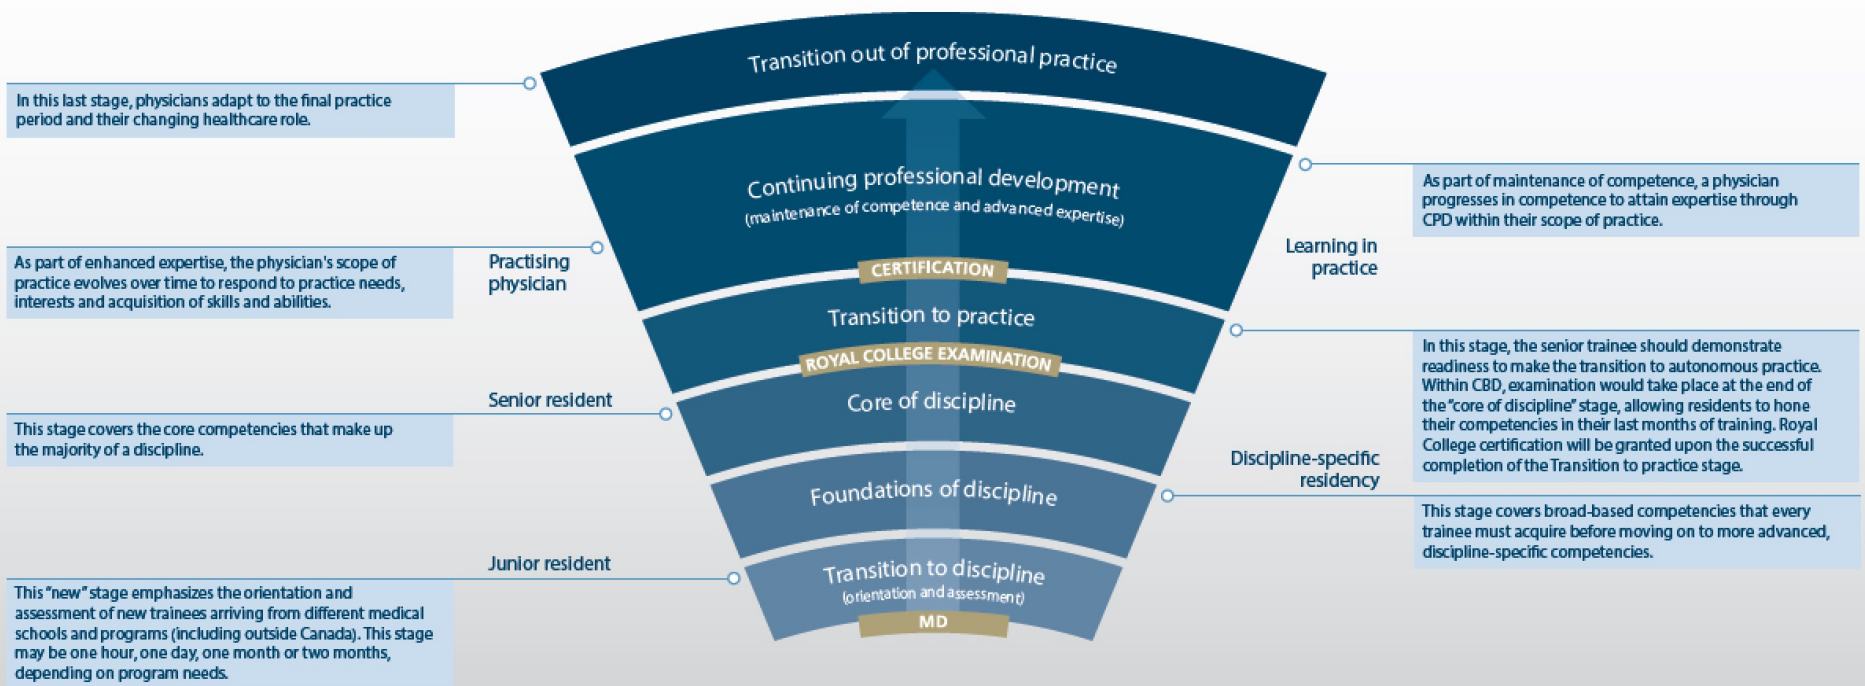 Transition out of professional practice
In this last stage, physicians adapt to the final practice
period and their changing healthcare role.
Continuing professional development
(maintenance of competence and advanced expertise)
As part of maintenance of competence, a physician
progresses in competence to attain expertise through
CPD within their scope of practice.
As part of enhanced expertise, the physician's scope of
practice evolves over time to respond to practice needs,
interests and acquisition of skills and abilities.
Practising
physician
Learning in
practice
CERTIFICATION
Transition to practice
In this stage, the senior trainee should demonstrate
readiness to make the transition to autonomous practice.
Within CBD, examination would take place at the end of
the "core of discipline" stage, allowing residents to hone
their competencies in their last months of training. Royal
College certification will be granted upon the successful
completion of the Transition to practice stage.
ROYAL COLLEGE EXAMINATION
Senior resident
Core of discipline
This stage covers the core competencies that make up
the majority of a discipline.
Discipline-specific
residency
Foundations of discipline
This stage covers broad-based competencies that every
trainee must acquire before moving on to more advanced,
discipline-specific competencies.
Junior resident
Transition to discipline
(orientation and assessment)
This "new" stage emphasizes the orientation and
assessment of new trainees arriving from different medical
schools and programs (including outside Canada). This stage
may be one hour, one day, one month or two months,
depending on program needs.
MD